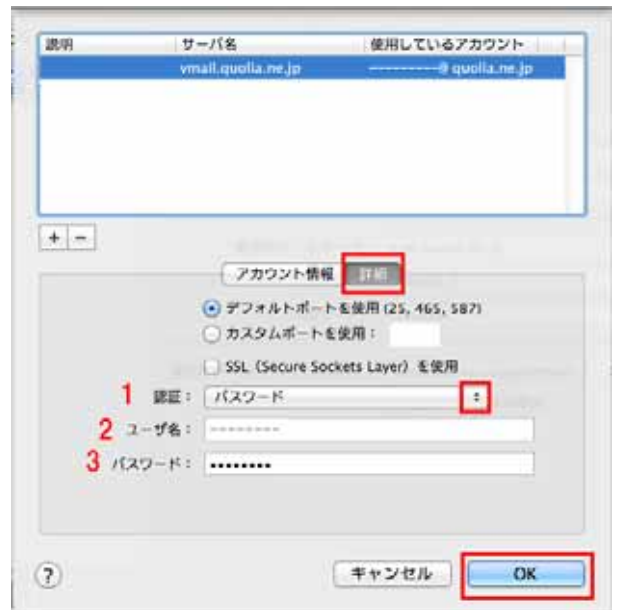 説明 サーバ名 使用しているアカウント
vmail.quolla.ne.jp ----------@quolla.ne.jp
+ -
アカウント情報 詳細
デフォルトポートを使用 (25, 465, 587)
カスタムポートを使用：
SSL（Secure Sockets Layer）を使用
1 認証： パスワード
2 ユーザ名： --------
3 パスワード： ••••••••
? キャンセル OK